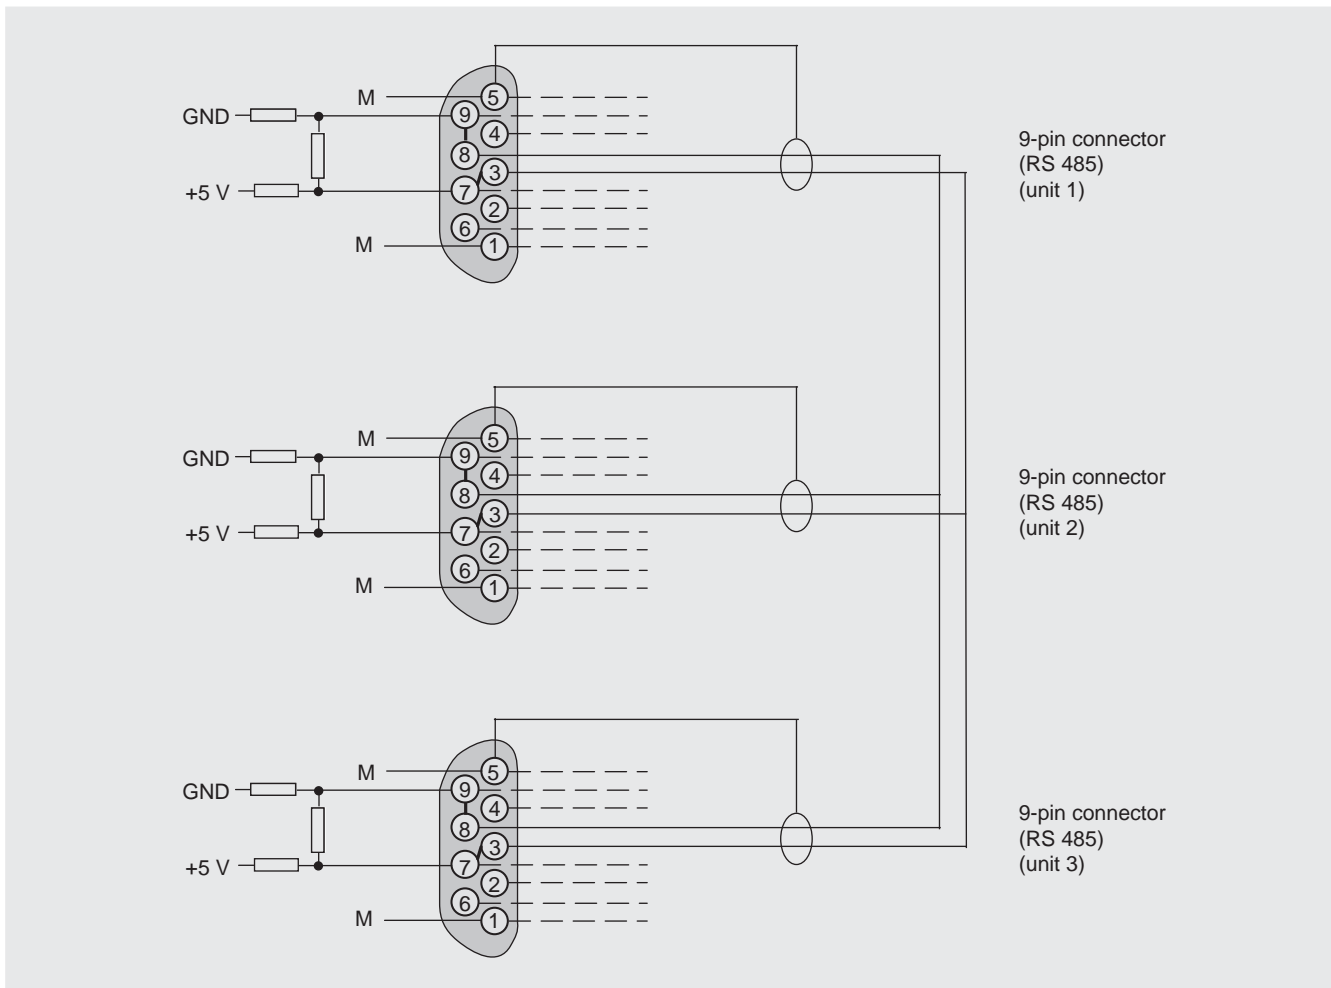 M
5
GND
9
4
8
3
+5 V
7
2
6
M
1
9-pin connector
(RS 485)
(unit 1)
M
5
GND
9
4
8
3
+5 V
7
2
6
M
1
9-pin connector
(RS 485)
(unit 2)
M
5
GND
9
4
8
3
+5 V
7
2
6
M
1
9-pin connector
(RS 485)
(unit 3)